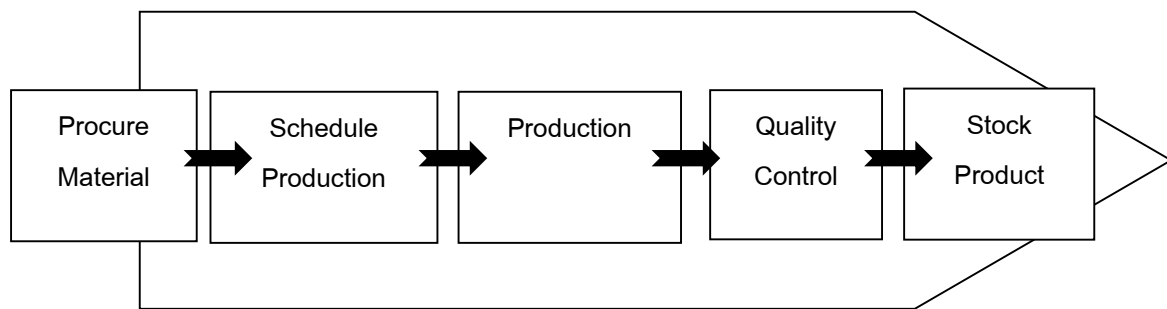 Procure
Material
Schedule
Production
Production
Quality
Control
Stock
Product